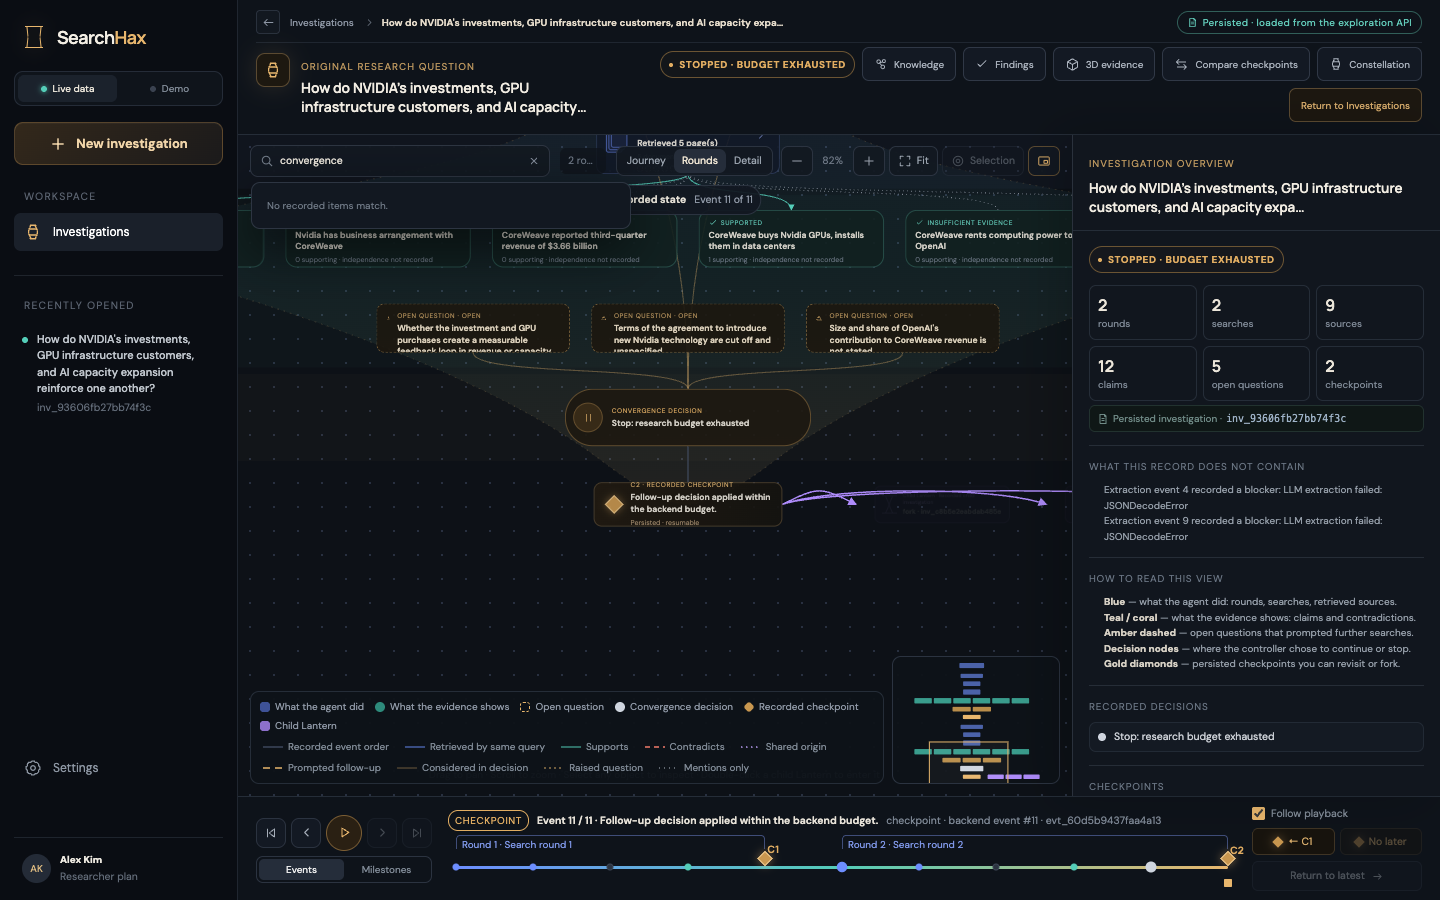 SearchHax
Live data
Demo
New investigation
WORKSPACE
Investigations
RECENTLY OPENED
How do NVIDIA's investments,
GPU infrastructure customers,
and AI capacity expansion
reinforce one another?
inv_93606fb27bb74f3c
Settings
AK
Alex Kim
Researcher plan
Investigations
How do NVIDIA's investments, GPU infrastructure customers, and AI capacity expa...
Persisted · loaded from the exploration API
ORIGINAL RESEARCH QUESTION
How do NVIDIA's investments, GPU
infrastructure customers, and AI capacity...
STOPPED · BUDGET EXHAUSTED
Knowledge
Findings
3D evidence
Compare checkpoints
Constellation
Return to Investigations
Retrieved 5 page(s)
convergence
2 ro...
Journey
Rounds
Detail
82%
Fit
Selection
No recorded items match.
orded state
Event 11 of 11
Nvidia has business arrangement with
CoreWeave
0 supporting · independence not recorded
CoreWeave reported third-quarter
revenue of $3.66 billion
0 supporting · independence not recorded
SUPPORTED
CoreWeave buys Nvidia GPUs, installs
them in data centers
1 supporting · independence not recorded
INSUFFICIENT EVIDENCE
CoreWeave rents computing power to
OpenAI
0 supporting · independence not recorded
OPEN QUESTION · OPEN
Whether the investment and GPU
purchases create a measurable
feedback loop in revenue or capacity
OPEN QUESTION · OPEN
Terms of the agreement to introduce
new Nvidia technology are cut off and
unspecified
OPEN QUESTION · OPEN
Size and share of OpenAI's
contribution to CoreWeave revenue is
not stated
CONVERGENCE DECISION
Stop: research budget exhausted
C2 · RECORDED CHECKPOINT
Follow-up decision applied within
the backend budget.
Persisted · resumable
What the agent did
What the evidence shows
Open question
Convergence decision
Recorded checkpoint
Child Lantern
Recorded event order
Retrieved by same query
Supports
Contradicts
Shared origin
Prompted follow-up
Considered in decision
Raised question
Mentions only
INVESTIGATION OVERVIEW
How do NVIDIA's investments, GPU infrastructure
customers, and AI capacity expa...
STOPPED · BUDGET EXHAUSTED
2
rounds
2
searches
9
sources
12
claims
5
open questions
2
checkpoints
Persisted investigation · inv_93606fb27bb74f3c
WHAT THIS RECORD DOES NOT CONTAIN
Extraction event 4 recorded a blocker: LLM extraction failed:
JSONDecodeError
Extraction event 9 recorded a blocker: LLM extraction failed:
JSONDecodeError
HOW TO READ THIS VIEW
Blue — what the agent did: rounds, searches, retrieved sources.
Teal / coral — what the evidence shows: claims and contradictions.
Amber dashed — open questions that prompted further searches.
Decision nodes — where the controller chose to continue or stop.
Gold diamonds — persisted checkpoints you can revisit or fork.
RECORDED DECISIONS
Stop: research budget exhausted
CHECKPOINTS
CHECKPOINT
Event 11 / 11 · Follow-up decision applied within the backend budget.
checkpoint · backend event #11 · evt_60d5b9437faa4a13
Round 1 · Search round 1
C1
Round 2 · Search round 2
C2
Events
Milestones
Follow playback
← C1
No later
Return to latest →